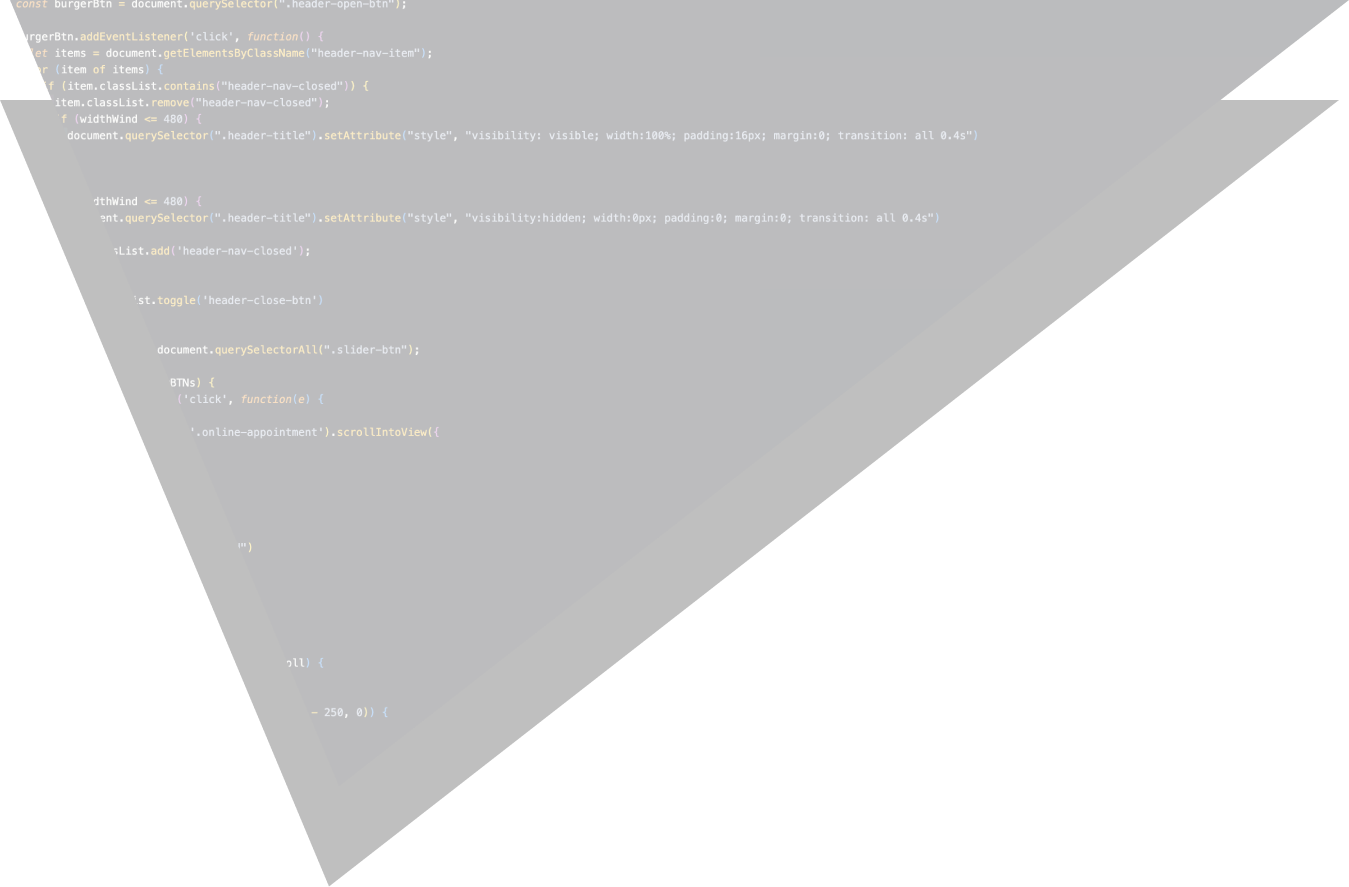 const burgerBtn = document.querySelector(".header-open-btn");
urgerBtn.addEventListener('click', function() {
let items = document.getElementsByClassName("header-nav-item");
or (item of items) {
f (item.classList.contains("header-nav-closed")) {
item.classList.remove("header-nav-closed");
f (widthWind <= 480) {
document.querySelector(".header-title").setAttribute("style", "visibility: visible; width:100%; padding:16px; margin:0; transition: all 0.4s")
dthWind <= 480) {
ent.querySelector(".header-title").setAttribute("style", "visibility:hidden; width:0px; padding:0; margin:0; transition: all 0.4s")
sList.add('header-nav-closed');
st.toggle('header-close-btn')
document.querySelectorAll(".slider-btn");
BTNs) {
('click', function(e) {
'.online-appointment').scrollIntoView({
")
oll) {
- 250, 0)) {